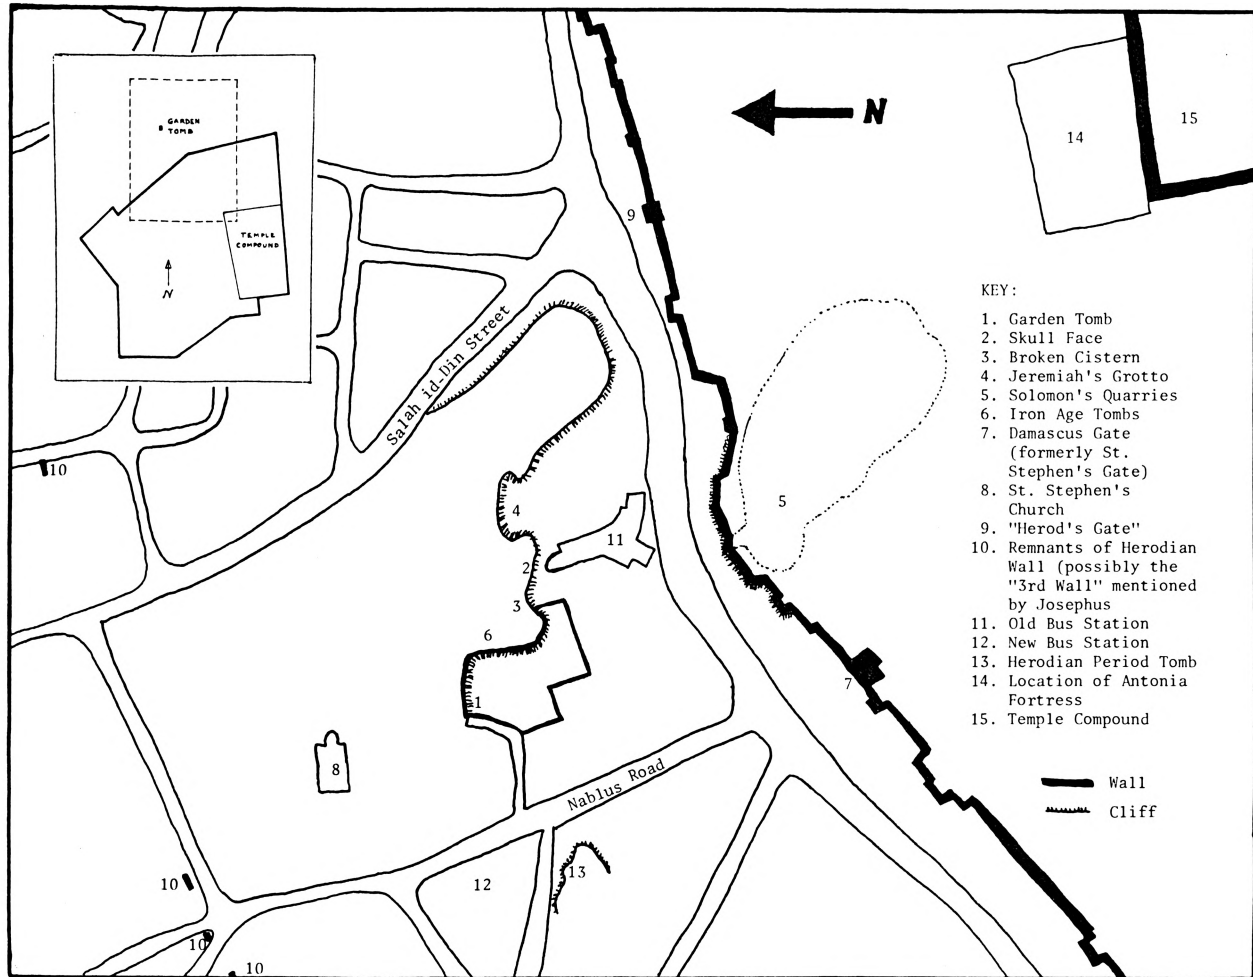 GARDEN
TOMB
TEMPLE
COMPOUND
N
N
14
15
9
Salah id-Din Street
10
4
5
11
2
3
6
1
7
8
Nablus Road
12
13
10
10
10
KEY:
1. Garden Tomb
2. Skull Face
3. Broken Cistern
4. Jeremiah's Grotto
5. Solomon's Quarries
6. Iron Age Tombs
7. Damascus Gate
(formerly St.
Stephen's Gate)
8. St. Stephen's
Church
9. "Herod's Gate"
10. Remnants of Herodian
Wall (possibly the
"3rd Wall" mentioned
by Josephus
11. Old Bus Station
12. New Bus Station
13. Herodian Period Tomb
14. Location of Antonia
Fortress
15. Temple Compound
Wall
Cliff